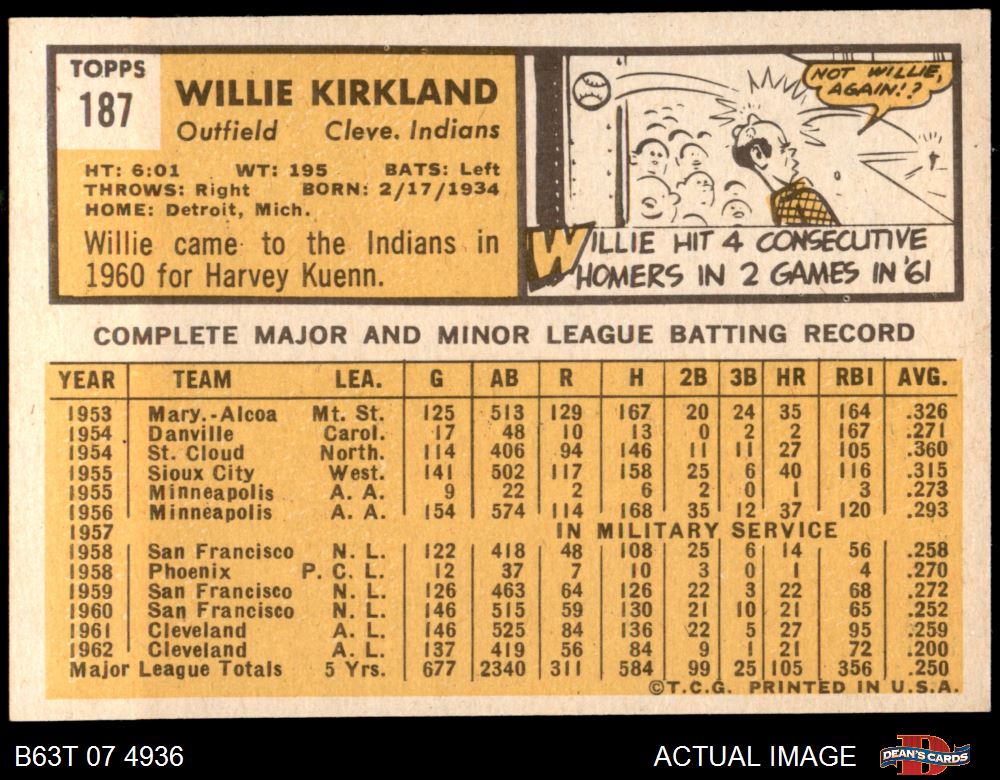 TOPPS
187
WILLIE KIRKLAND
Outfield Cleve. Indians
HT: 6:01 WT: 195 BATS: Left
THROWS: Right BORN: 2/17/1934
HOME: Detroit, Mich.
Willie came to the Indians in
1960 for Harvey Kuenn.
NOT WILLIE,
AGAIN!?
WILLIE HIT 4 CONSECUTIVE
HOMERS IN 2 GAMES IN '61
COMPLETE MAJOR AND MINOR LEAGUE BATTING RECORD
YEAR TEAM LEA. G AB R H 2B 3B HR RBI AVG.
1953 Mary.-Alcoa Mt. St. 125 513 129 167 20 24 35 164 .326
1954 Danville Carol. 17 48 10 13 0 2 2 167 .271
1954 St. Cloud North. 114 406 94 146 11 11 27 105 .360
1955 Sioux City West. 141 502 117 158 25 6 40 116 .315
1955 Minneapolis A. A. 9 22 2 6 2 0 1 3 .273
1956 Minneapolis A. A. 154 574 114 168 35 12 37 120 .293
1957 IN MILITARY SERVICE
1958 San Francisco N. L. 122 418 48 108 25 6 14 56 .258
1958 Phoenix P. C. L. 12 37 7 10 3 0 1 4 .270
1959 San Francisco N. L. 126 463 64 126 22 3 22 68 .272
1960 San Francisco N. L. 146 515 59 130 21 10 21 65 .252
1961 Cleveland A. L. 146 525 84 136 22 5 27 95 .259
1962 Cleveland A. L. 137 419 56 84 9 1 21 72 .200
Major League Totals 5 Yrs. 677 2340 311 584 99 25 105 356 .250
©T.C.G. PRINTED IN U.S.A.
B63T 07 4936 ACTUAL IMAGE DEAN'S CARDS